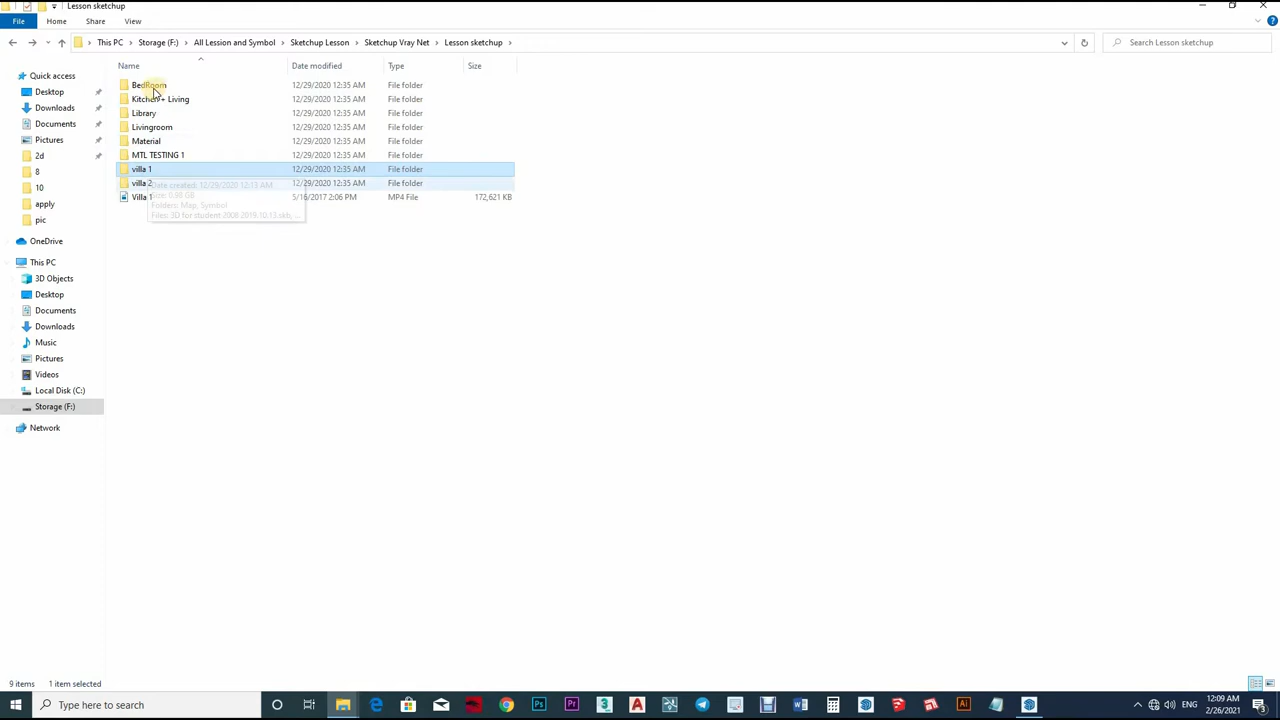 Lesson sketchup
File Home Share View
This PC Storage (F:) All Lession and Symbol Sketchup Lesson Sketchup Vray Net Lesson sketchup
Search Lesson sketchup
Name Date modified Type Size
BedRoom 12/29/2020 12:35 AM File folder
Kitchen + Living 12/29/2020 12:35 AM File folder
Library 12/29/2020 12:35 AM File folder
Livingroom 12/29/2020 12:35 AM File folder
Material 12/29/2020 12:35 AM File folder
MTL TESTING 1 12/29/2020 12:35 AM File folder
villa 1 12/29/2020 12:35 AM File folder
villa 2 12/29/2020 12:35 AM File folder
Villa 1 5/16/2017 2:06 PM MP4 File 172,621 KB
Date created: 12/29/2020 12:13 AM
Size: 0.98 GB
Folders: Map, Symbol
Files: 3D for student 2008 2019.10.13.skb, ...
Quick access
Desktop
Downloads
Documents
Pictures
2d
8
10
apply
pic
OneDrive
This PC
3D Objects
Desktop
Documents
Downloads
Music
Pictures
Videos
Local Disk (C:)
Storage (F:)
Network
9 items 1 item selected
Type here to search
ENG
12:09 AM
2/26/2021
3